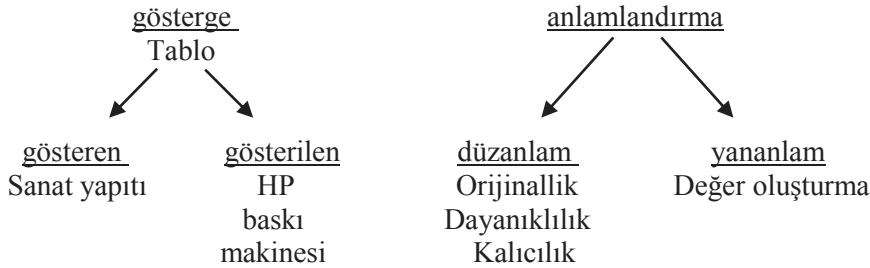 gösterge anlamlandırma
Tablo
gösteren gösterilen düzanlam yananlam
Sanat yapıtı HP Orijinallik Değer oluşturma
baskı Dayanıklılık
makinesi Kalıcılık